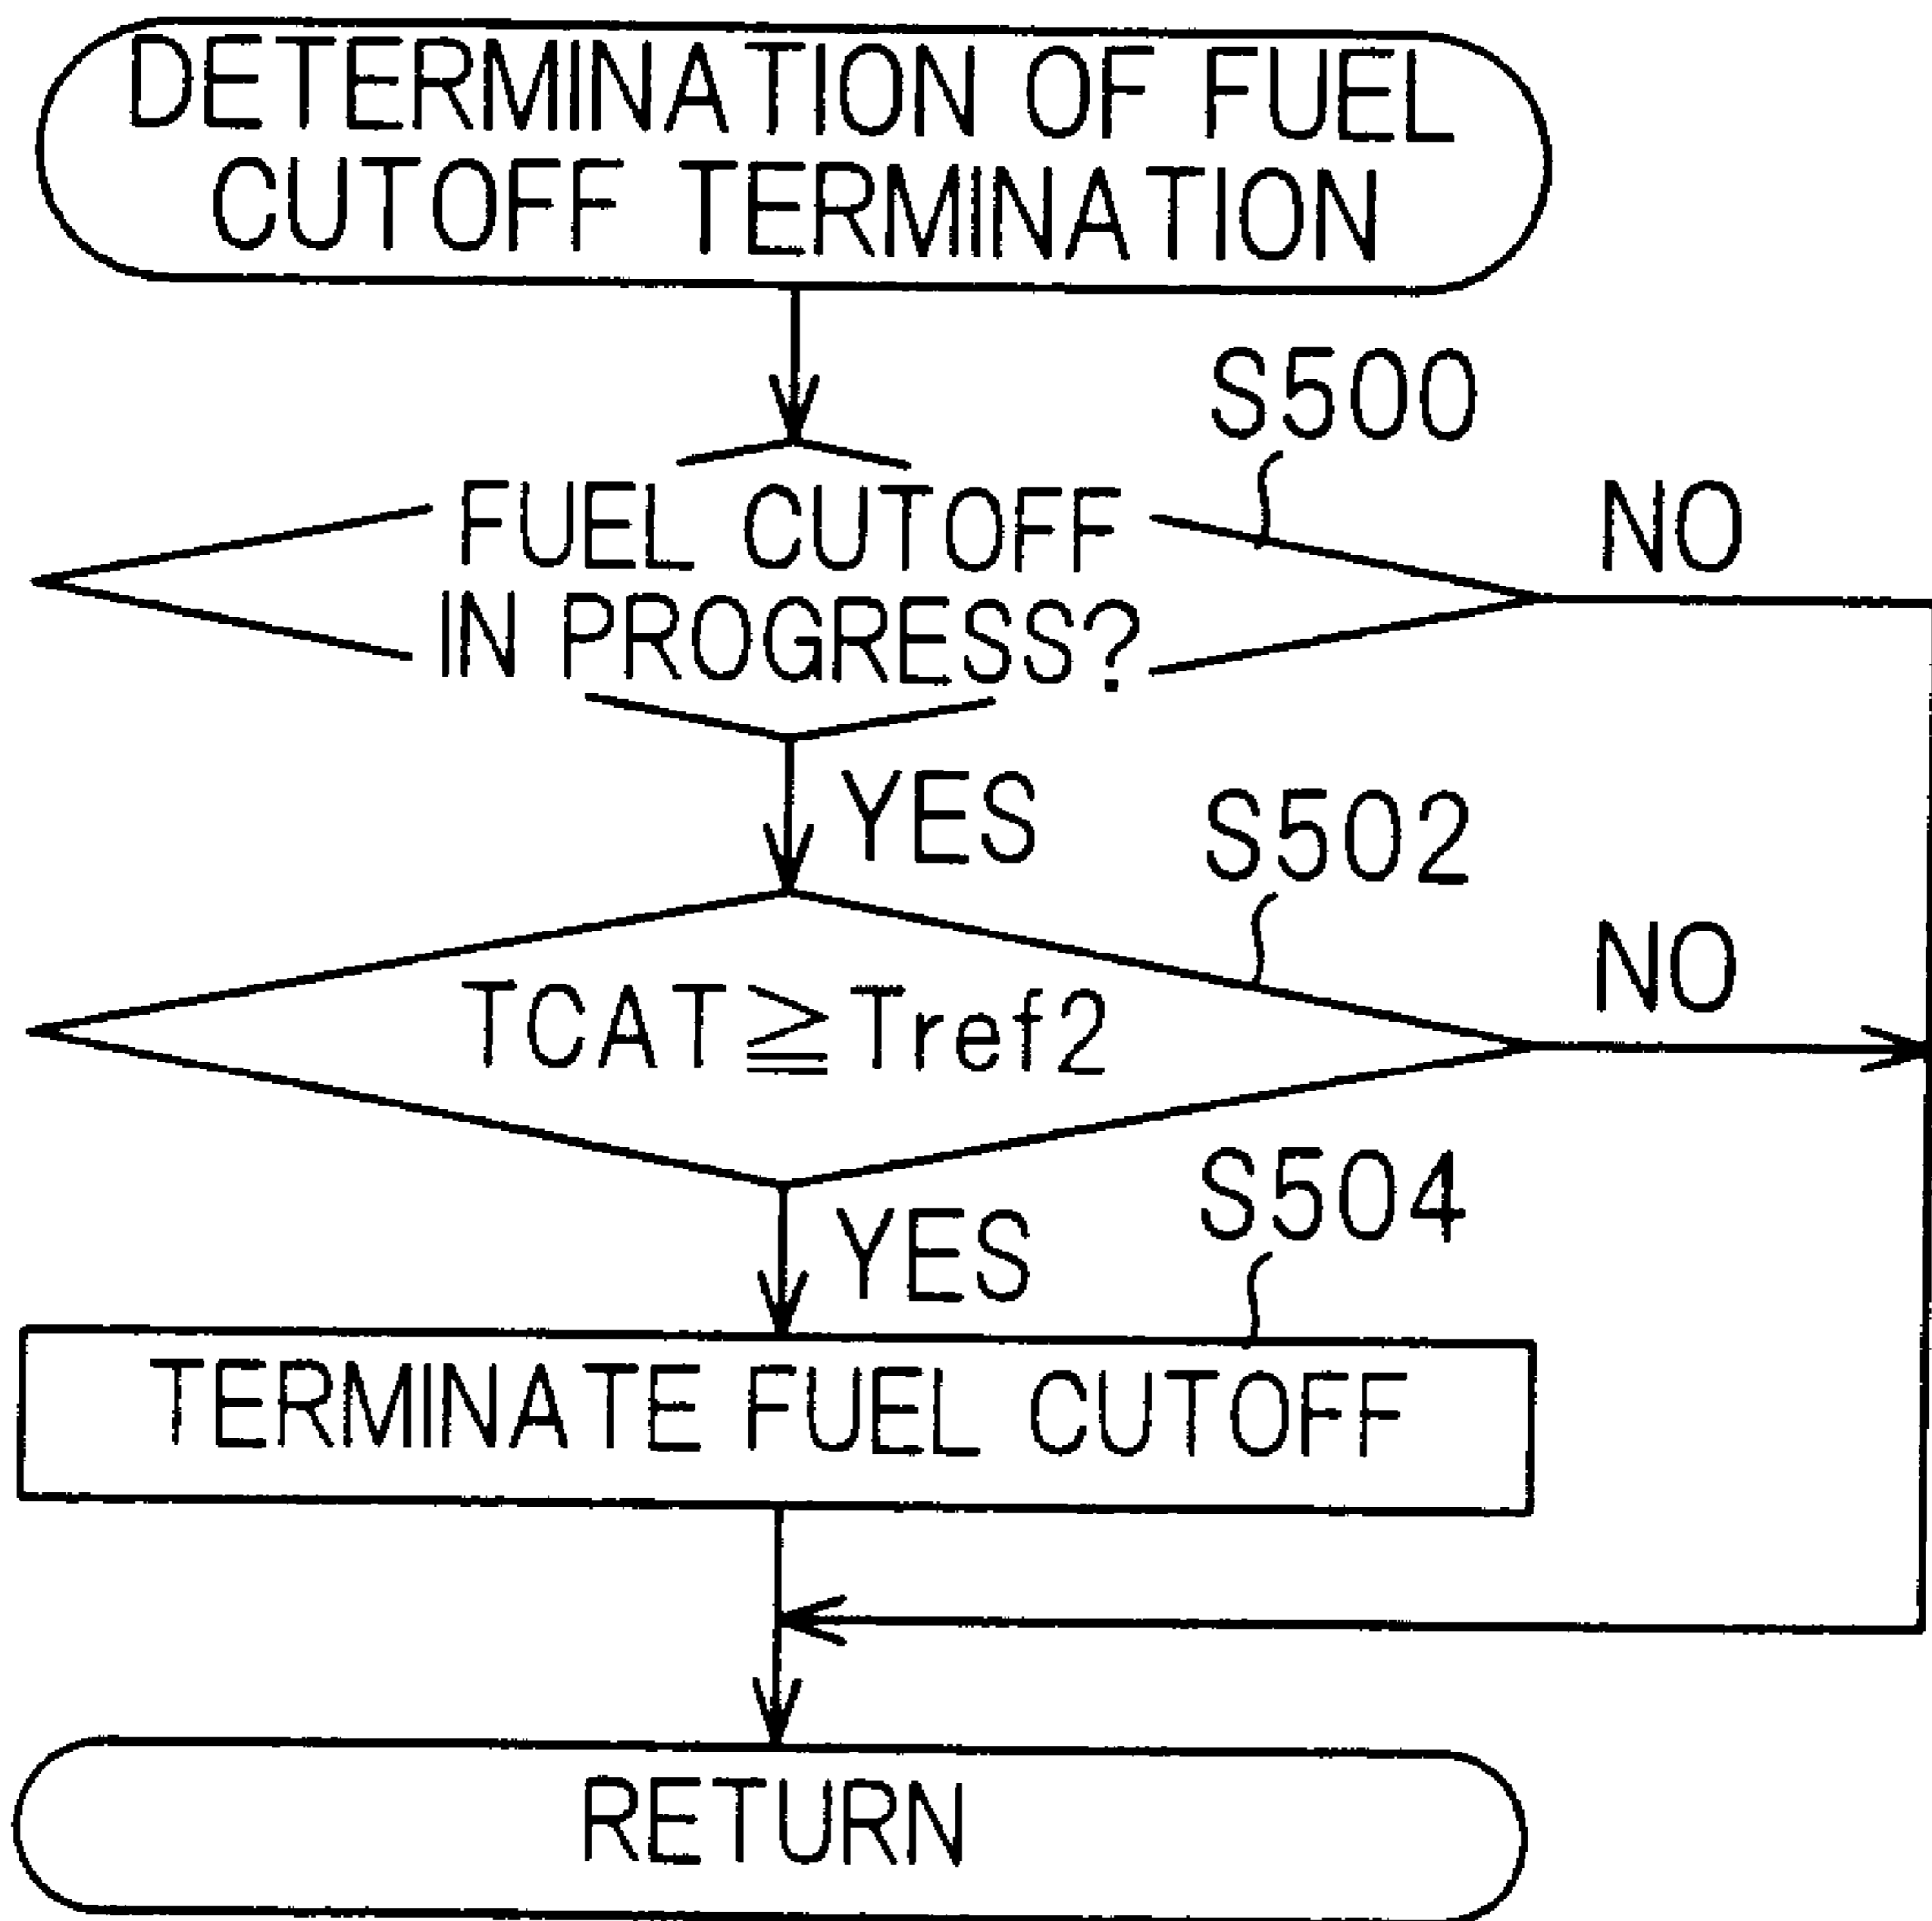 DETERMINATION OF FUEL
CUTOFF TERMINATION
S500
FUEL CUTOFF
IN PROGRESS?
NO
YES
S502
TCAT≧Tref2
NO
YES
S504
TERMINATE FUEL CUTOFF
RETURN